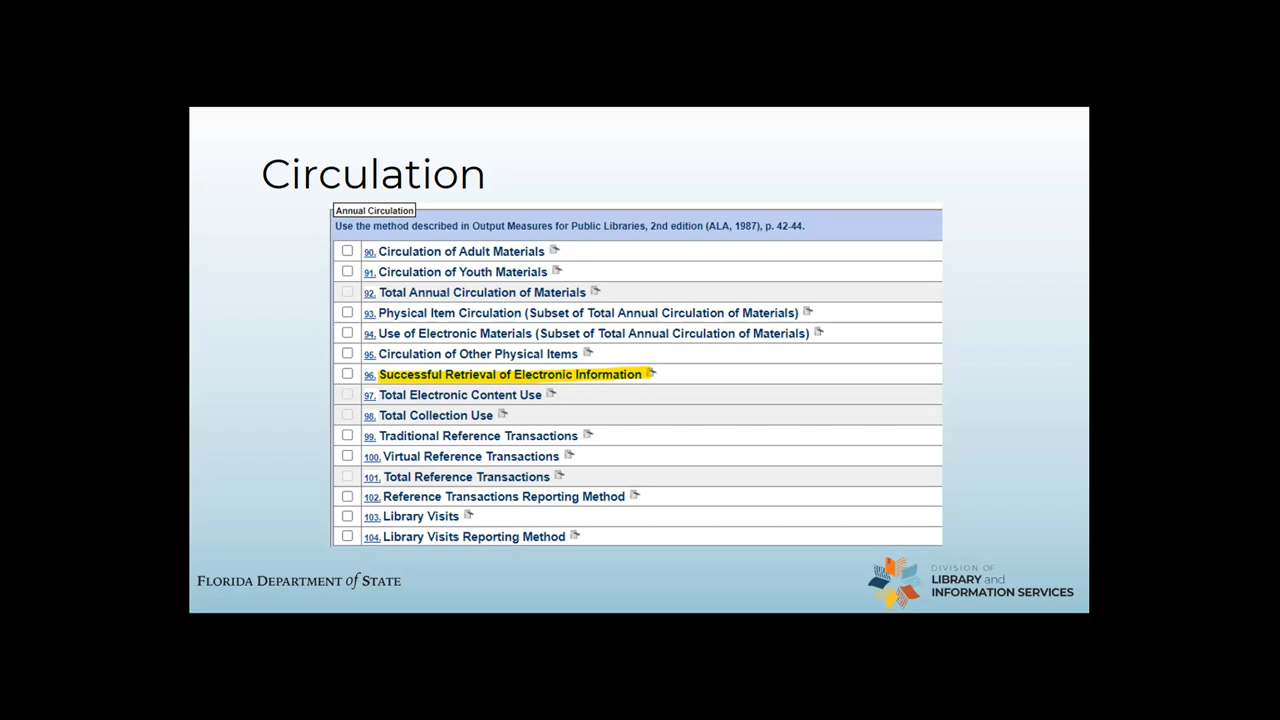 Circulation
Annual Circulation
Use the method described in Output Measures for Public Libraries, 2nd edition (ALA, 1987), p. 42-44.
90. Circulation of Adult Materials
91. Circulation of Youth Materials
92. Total Annual Circulation of Materials
93. Physical Item Circulation (Subset of Total Annual Circulation of Materials)
94. Use of Electronic Materials (Subset of Total Annual Circulation of Materials)
95. Circulation of Other Physical Items
96. Successful Retrieval of Electronic Information
97. Total Electronic Content Use
98. Total Collection Use
99. Traditional Reference Transactions
100. Virtual Reference Transactions
101. Total Reference Transactions
102. Reference Transactions Reporting Method
103. Library Visits
104. Library Visits Reporting Method
FLORIDA DEPARTMENT of STATE
DIVISION OF
LIBRARY and
INFORMATION SERVICES